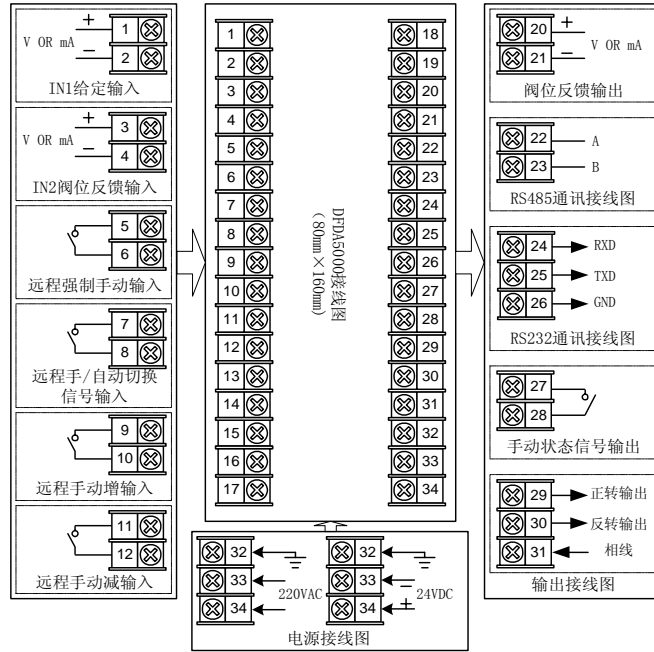 +
V OR mA
1
−
2
IN1给定输入
+
V OR mA
3
−
4
IN2阀位反馈输入
5
6
远程强制手动输入
7
8
远程手/自动切换
信号输入
9
10
远程手动增输入
11
12
远程手动减输入
1
2
3
4
5
6
7
8
9
10
11
12
13
14
15
16
17
DFDA5000接线图
(80mm×160mm)
18
19
20
21
22
23
24
25
26
27
28
29
30
31
32
33
34
32
33
34
220VAC
32
33 −
34 +
24VDC
电源接线图
20 +
V OR mA
21 −
阀位反馈输出
22 A
23 B
RS485通讯接线图
24 RXD
25 TXD
26 GND
RS232通讯接线图
27
28
手动状态信号输出
29 正转输出
30 反转输出
31 相线
输出接线图